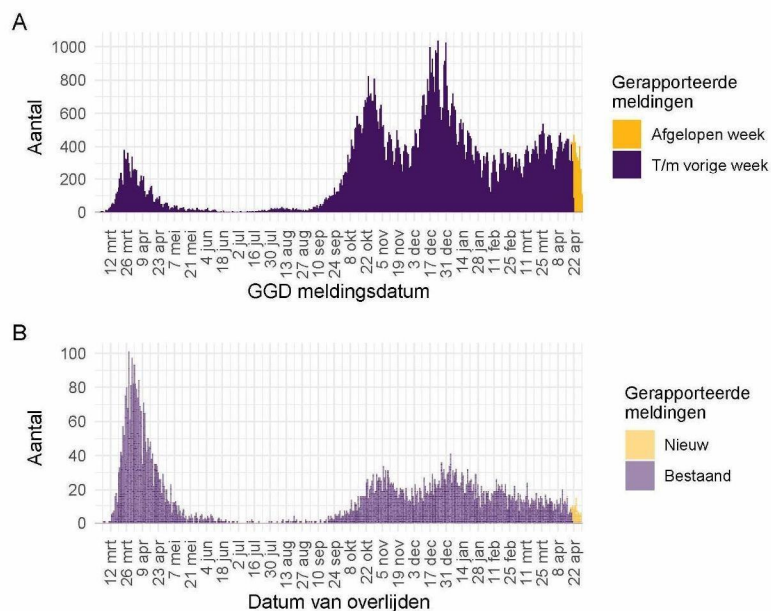 A
Aantal
1000
800
600
400
200
0
12 mrt
26 mrt
9 apr
23 apr
7 mei
21 mei
4 jun
18 jun
2 jul
16 jul
30 jul
13 aug
27 aug
10 sep
24 sep
8 okt
22 okt
5 nov
19 nov
3 dec
17 dec
31 dec
14 jan
28 jan
11 feb
25 feb
11 mrt
25 mrt
8 apr
22 apr
GGD meldingsdatum
Gerapporteerde
meldingen
Afgelopen week
T/m vorige week
B
Aantal
100
80
60
40
20
0
12 mrt
26 mrt
9 apr
23 apr
7 mei
21 mei
4 jun
18 jun
2 jul
16 jul
30 jul
13 aug
27 aug
10 sep
24 sep
8 okt
22 okt
5 nov
19 nov
3 dec
17 dec
31 dec
14 jan
28 jan
11 feb
25 feb
11 mrt
25 mrt
8 apr
22 apr
Datum van overlijden
Gerapporteerde
meldingen
Nieuw
Bestaand